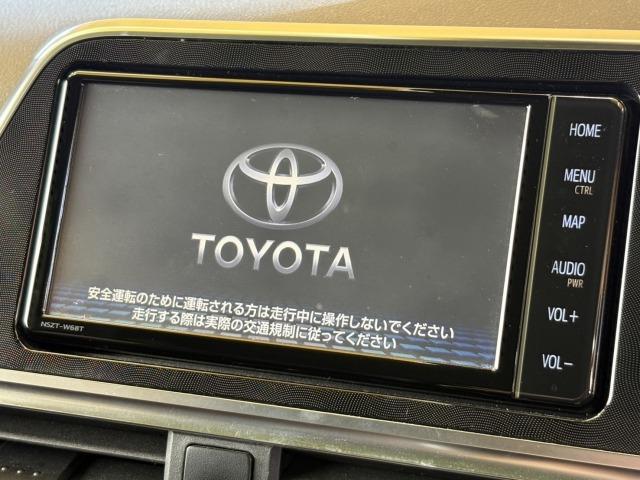 TOYOTA
安全運転のために運転される方は走行中に操作しないでください
走行する際は実際の交通規制に従ってください
NSZT-W68T
HOME
MENU
CTRL
MAP
AUDIO
PWR
VOL+
VOL-